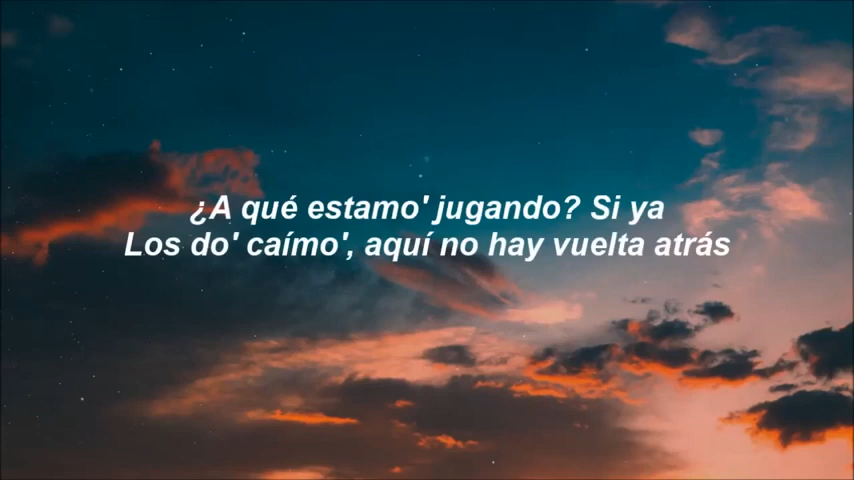 ¿A qué estamo' jugando? Si ya
Los do' caímo', aquí no hay vuelta atrás